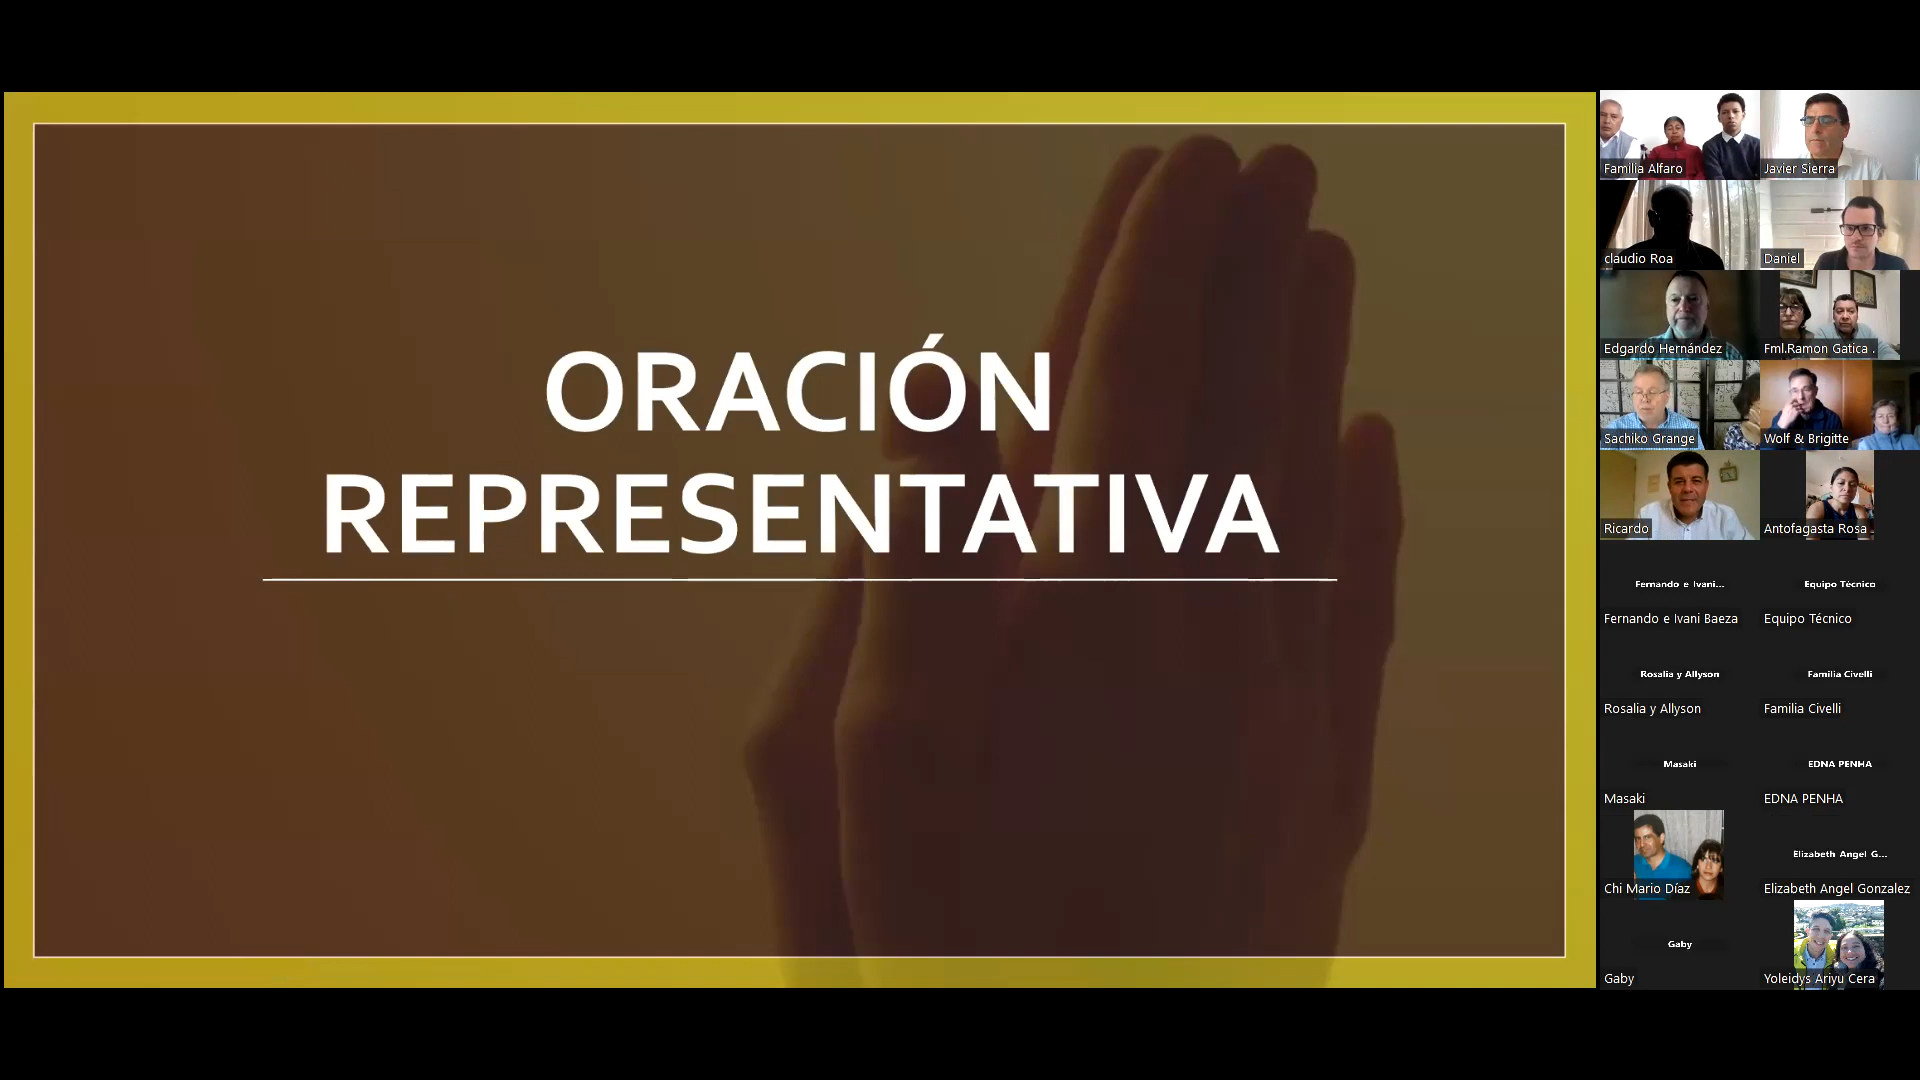 ORACIÓN
REPRESENTATIVA
Familia Alfaro
Javier Sierra
claudio Roa
Daniel
Edgardo Hernández
Fml.Ramon Gatica .
Sachiko Grange
Wolf & Brigitte
Ricardo
Antofagasta Rosa
Fernando e Ivani...
Fernando e Ivani Baeza
Equipo Técnico
Equipo Técnico
Rosalia y Allyson
Rosalia y Allyson
Familia Civelli
Familia Civelli
Masaki
Masaki
EDNA PENHA
EDNA PENHA
Chi Mario Díaz
Elizabeth Angel G...
Elizabeth Angel Gonzalez
Gaby
Gaby
Yoleidys Ariyu Cera